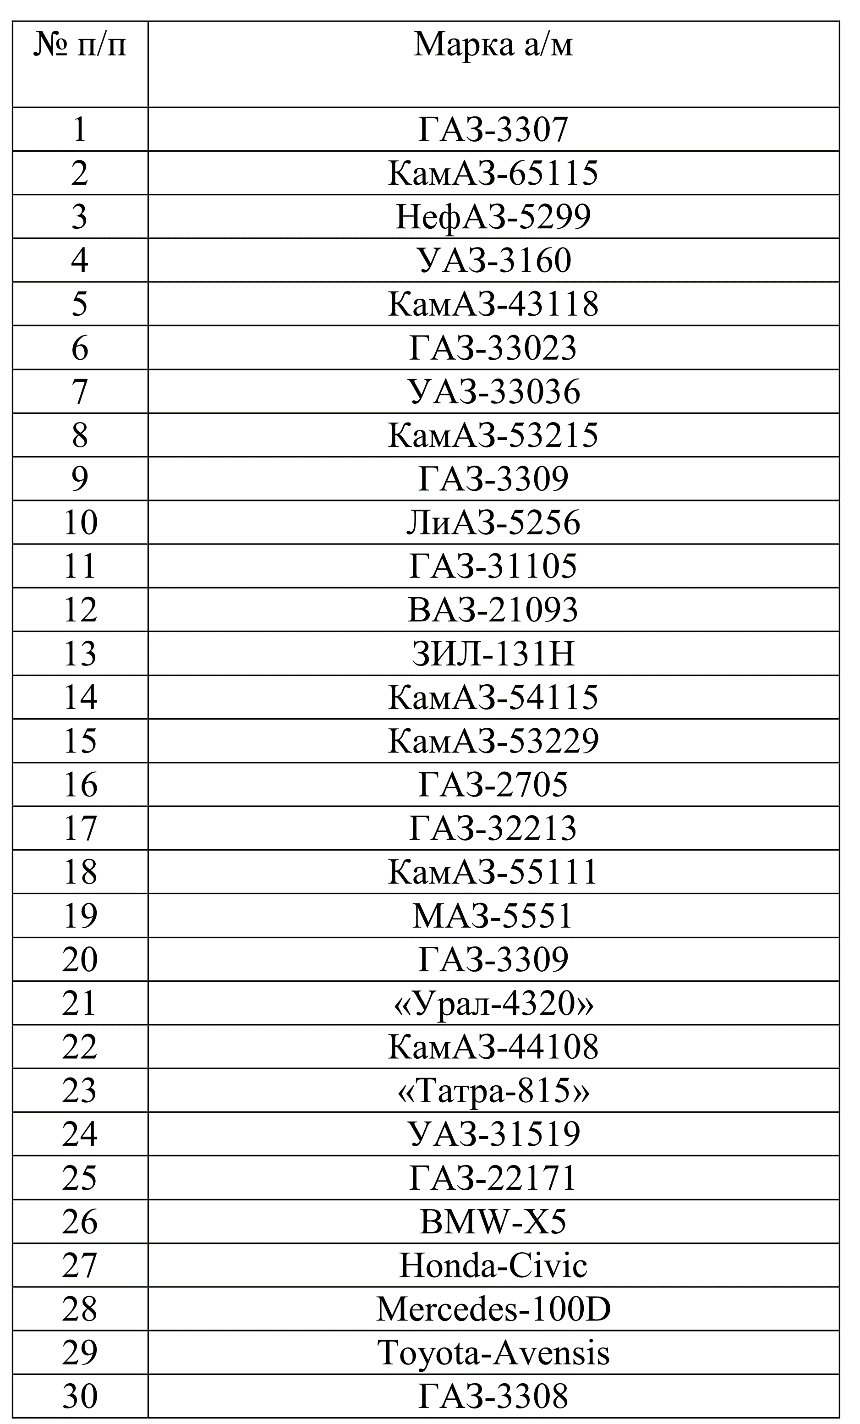 № п/п Марка а/м
1 ГАЗ-3307
2 КамАЗ-65115
3 НефАЗ-5299
4 УАЗ-3160
5 КамАЗ-43118
6 ГАЗ-33023
7 УАЗ-33036
8 КамАЗ-53215
9 ГАЗ-3309
10 ЛиАЗ-5256
11 ГАЗ-31105
12 ВАЗ-21093
13 ЗИЛ-131Н
14 КамАЗ-54115
15 КамАЗ-53229
16 ГАЗ-2705
17 ГАЗ-32213
18 КамАЗ-55111
19 МАЗ-5551
20 ГАЗ-3309
21 «Урал-4320»
22 КамАЗ-44108
23 «Татра-815»
24 УАЗ-31519
25 ГАЗ-22171
26 BMW-X5
27 Honda-Civic
28 Mercedes-100D
29 Toyota-Avensis
30 ГАЗ-3308